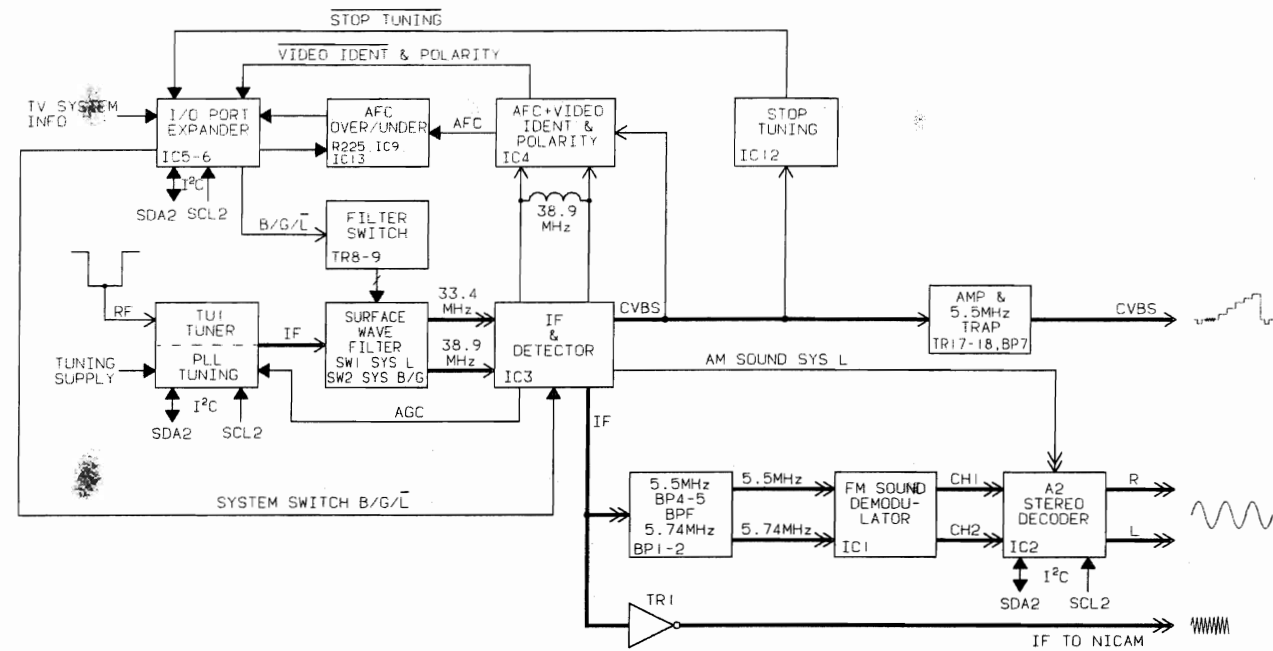 STOP TUNING
VIDEO IDENT & POLARITY
TV SYSTEM
INFO
I/O PORT
EXPANDER
IC5-6
AFC
OVER/UNDER
R225.IC9.
IC13
AFC
AFC+VIDEO
IDENT &
POLARITY
IC4
STOP
TUNING
IC12
I²C
SDA2
SCL2
B/G/L
FILTER
SWITCH
TR8-9
38.9
MHz
RF
TU1
TUNER
PLL
TUNING
TUNING
SUPPLY
I²C
SDA2
SCL2
IF
SURFACE
WAVE
FILTER
SW1 SYS L
SW2 SYS B/G
33.4
MHz
38.9
MHz
IF
&
DETECTOR
IC3
CVBS
AMP &
5.5MHz
TRAP
TR17-18,BP7
CVBS
AM SOUND SYS L
AGC
IF
SYSTEM SWITCH B/G/L
5.5MHz
BP4-5
BPF
5.74MHz
BP1-2
5.5MHz
5.74MHz
FM SOUND
DEMODU-
LATOR
IC1
CH1
CH2
A2
STEREO
DECODER
IC2
R
L
I²C
SDA2
SCL2
TR1
IF TO NICAM